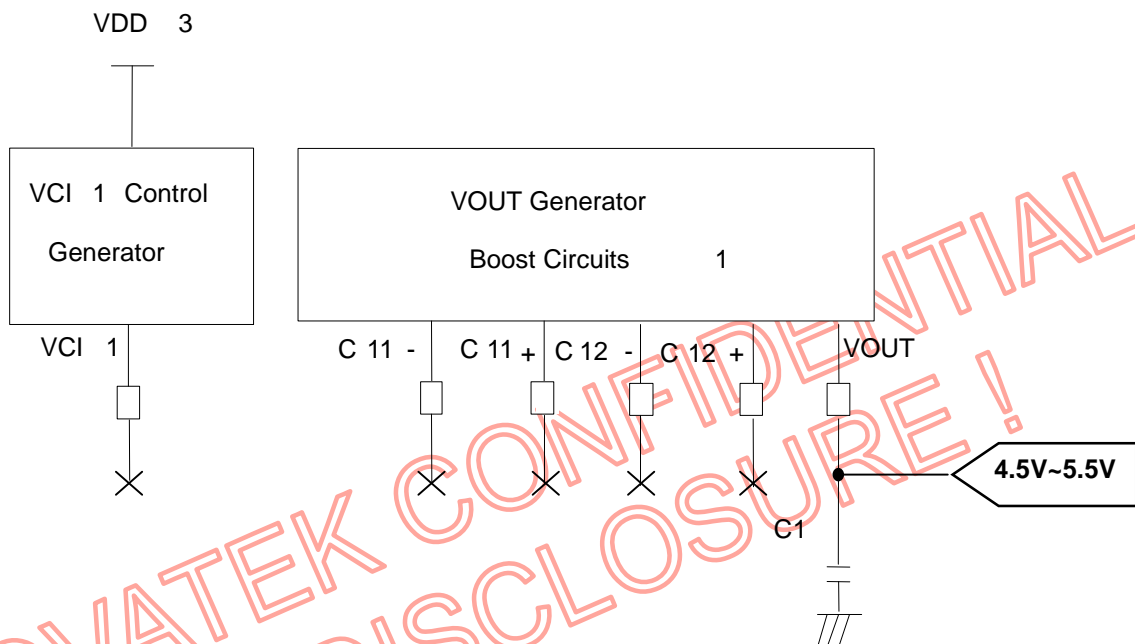 VDD 3
VCI 1 Control
Generator
VOUT Generator
Boost Circuits 1
VCI 1
C 11 -
C 11 +
C 12 -
C 12 +
VOUT
4.5V~5.5V
C1
VATEK CONFIDENTIAL
DISCLOSURE !